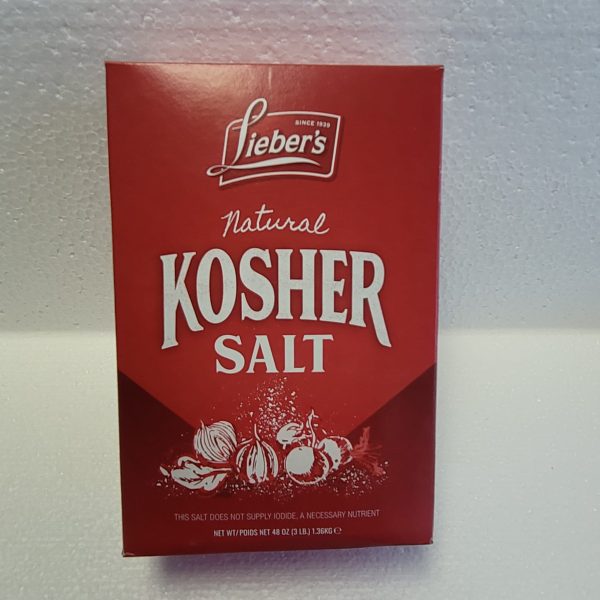 SINCE 1939
Lieber's
Natural
KOSHER
SALT
THIS SALT DOES NOT SUPPLY IODIDE, A NECESSARY NUTRIENT
NET WT/POIDS NET 48 OZ (3 LB.) 1.36KG ℮